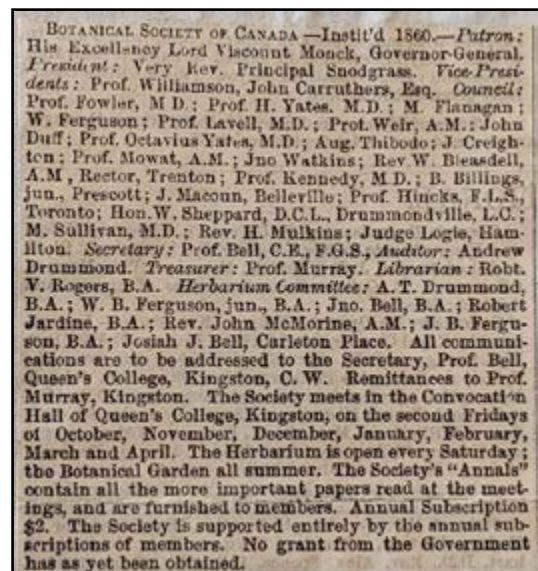 BOTANICAL SOCIETY OF CANADA—Instit'd 1860.—Patron:
His Excellency Lord Viscount Monck, Governor-General.
President: Very Rev. Principal Snodgrass. Vice-Presi-
dents: Prof. Williamson, John Carruthers, Esq. Council:
Prof. Fowler, M D.; Prof. H. Yates, M.D.; M. Flanagan;
W. Ferguson; Prof. Lavell, M.D.; Prof. Weir, A.M.; John
Duff; Prof. Octavius Yates, M.D.; Aug. Thibodo; J. Creigh-
ton; Prof. Mowat, A.M.; Jno Watkins; Rev. W. Bleasdell,
A.M, Rector, Trenton; Prof. Kennedy, M.D.; B. Billings,
jun., Prescott; J. Macoun, Belleville; Prof. Hincks, F.L.S.,
Toronto; Hon. W. Sheppard, D.C.L., Drummondville, L.C.;
M. Sullivan, M.D.; Rev. H. Mulkins; Judge Logie, Ham-
ilton. Secretary: Prof. Bell, C.E., F.G.S., Auditor: Andrew
Drummond. Treasurer: Prof. Murray. Librarian: Robt.
V. Rogers, B.A. Herbarium Committee: A. T. Drummond,
B.A.; W. B. Ferguson, jun., B.A.; Jno. Bell, B.A.; Robert
Jardine, B.A.; Rev. John McMorine, A.M.; J. B. Fergu-
son, B.A.; Josiah J. Bell, Carleton Place. All communi-
cations are to be addressed to the Secretary, Prof. Bell,
Queen's College, Kingston, C. W. Remittances to Prof.
Murray, Kingston. The Society meets in the Convocation
Hall of Queen's College, Kingston, on the second Fridays
of October, November, December, January, February,
March and April. The Herbarium is open every Saturday;
the Botanical Garden all summer. The Society's "Annals"
contain all the more important papers read at the meet-
ings, and are furnished to members. Annual Subscription
$2. The Society is supported entirely by the annual sub-
scriptions of members. No grant from the Government
has as yet been obtained.